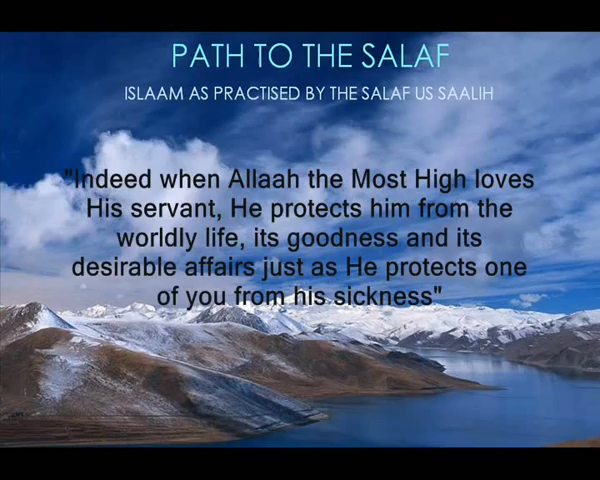 PATH TO THE SALAF
ISLAAM AS PRACTISED BY THE SALAF US SAALIH
"Indeed when Allaah the Most High loves
His servant, He protects him from the
worldly life, its goodness and its
desirable affairs just as He protects one
of you from his sickness"